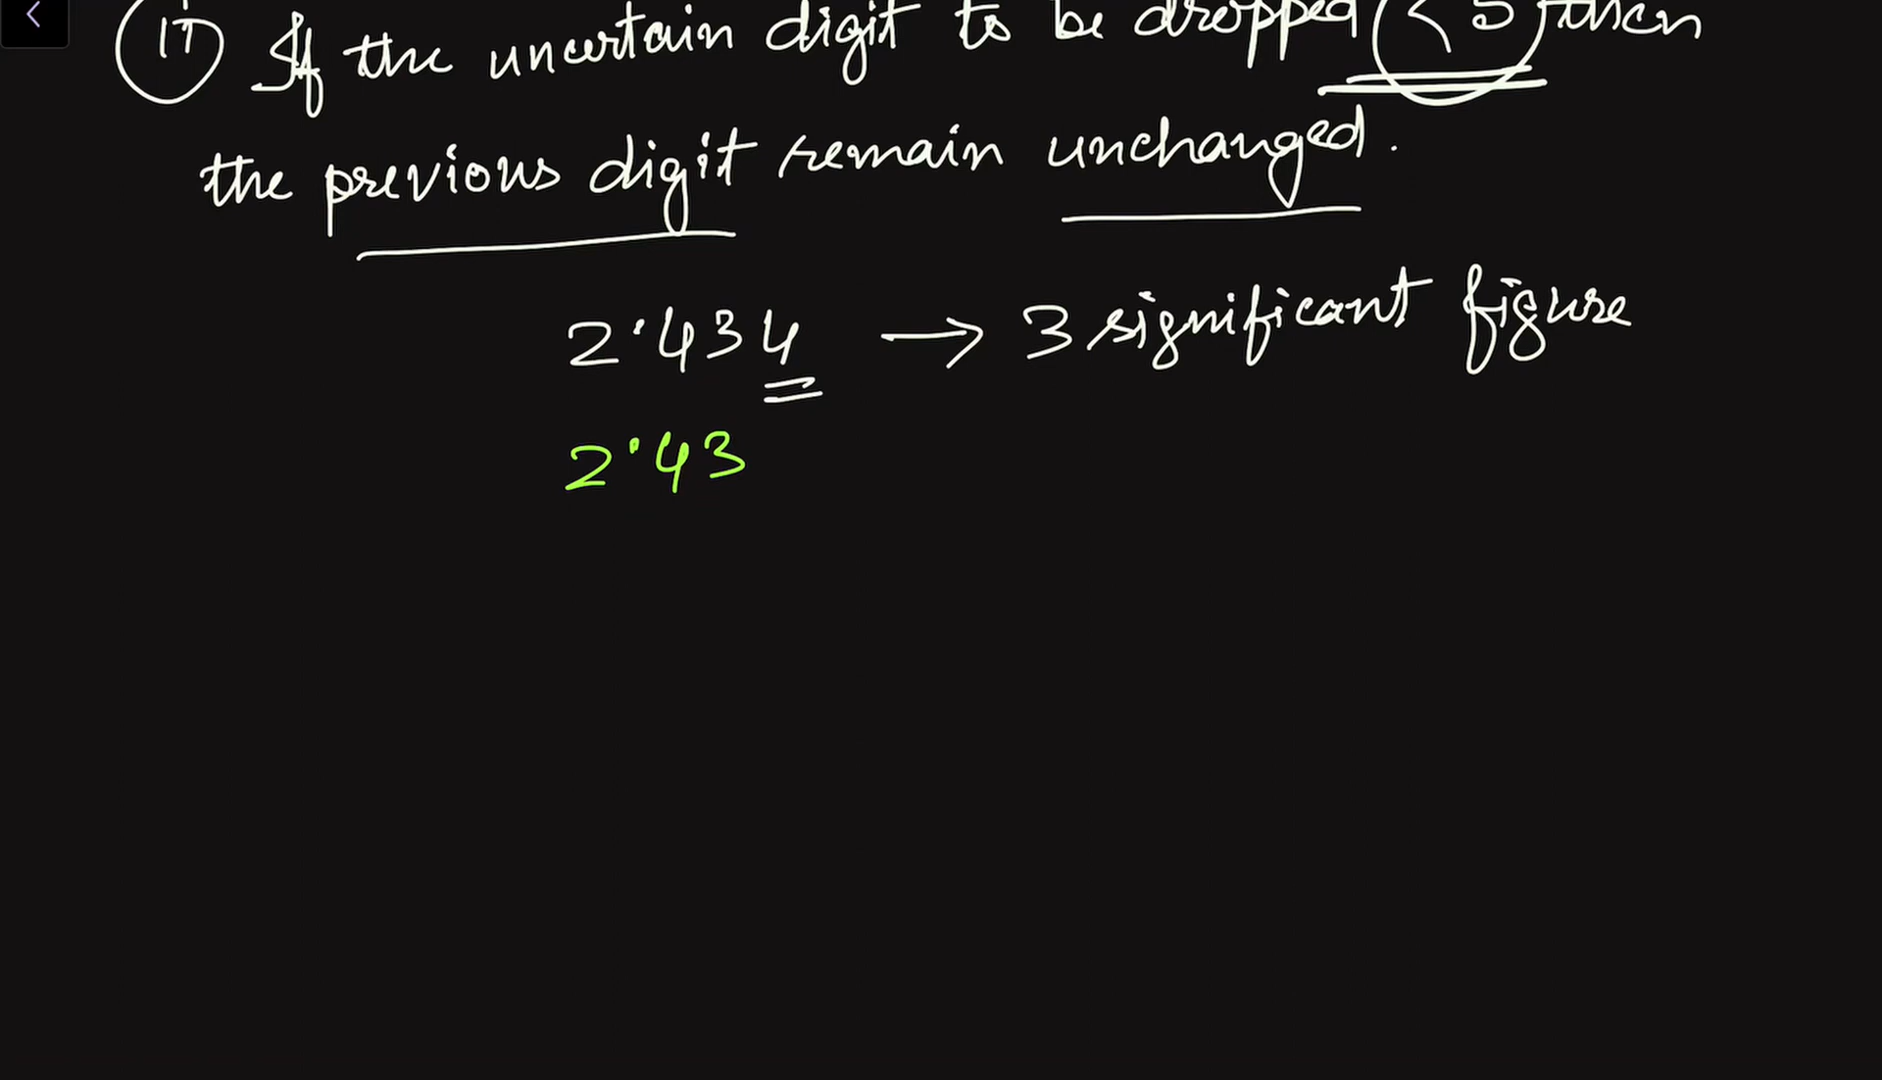 (ii) If the uncertain digit to be dropped (< 5) then
the previous digit remain unchanged.
2.434 → 3 significant figure
2.43